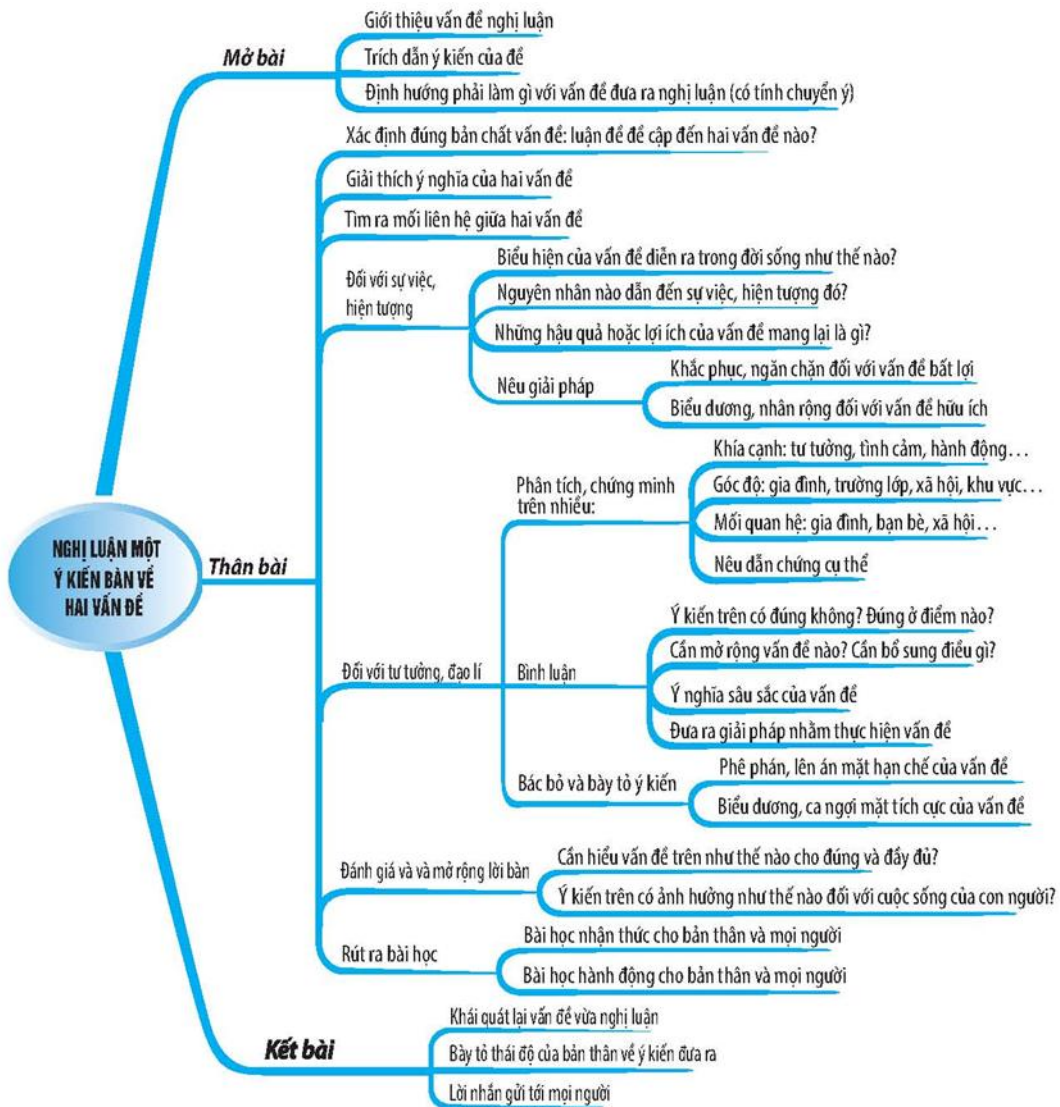 Mở bài
Giới thiệu vấn đề nghị luận
Trích dẫn ý kiến của đề
Định hướng phải làm gì với vấn đề đưa ra nghị luận (có tính chuyển ý)
NGHỊ LUẬN MỘT
Ý KIẾN BÀN VỀ
HAI VẤN ĐỀ
Thân bài
Xác định đúng bản chất vấn đề: luận đề đề cập đến hai vấn đề nào?
Giải thích ý nghĩa của hai vấn đề
Tìm ra mối liên hệ giữa hai vấn đề
Đối với sự việc,
hiện tượng
Biểu hiện của vấn đề diễn ra trong đời sống như thế nào?
Nguyên nhân nào dẫn đến sự việc, hiện tượng đó?
Những hậu quả hoặc lợi ích của vấn đề mang lại là gì?
Nêu giải pháp
Khắc phục, ngăn chặn đối với vấn đề bất lợi
Biểu dương, nhân rộng đối với vấn đề hữu ích
Đối với tư tưởng, đạo lí
Phân tích, chứng minh
trên nhiều:
Khía cạnh: tư tưởng, tình cảm, hành động...
Góc độ: gia đình, trường lớp, xã hội, khu vực...
Mối quan hệ: gia đình, bạn bè, xã hội...
Nêu dẫn chứng cụ thể
Bình luận
Ý kiến trên có đúng không? Đúng ở điểm nào?
Cần mở rộng vấn đề nào? Cần bổ sung điều gì?
Ý nghĩa sâu sắc của vấn đề
Đưa ra giải pháp nhằm thực hiện vấn đề
Bác bỏ và bày tỏ ý kiến
Phê phán, lên án mặt hạn chế của vấn đề
Biểu dương, ca ngợi mặt tích cực của vấn đề
Đánh giá và và mở rộng lời bàn
Cần hiểu vấn đề trên như thế nào cho đúng và đầy đủ?
Ý kiến trên có ảnh hưởng như thế nào đối với cuộc sống của con người?
Rút ra bài học
Bài học nhận thức cho bản thân và mọi người
Bài học hành động cho bản thân và mọi người
Kết bài
Khái quát lại vấn đề vừa nghị luận
Bày tỏ thái độ của bản thân về ý kiến đưa ra
Lời nhắn gửi tới mọi người